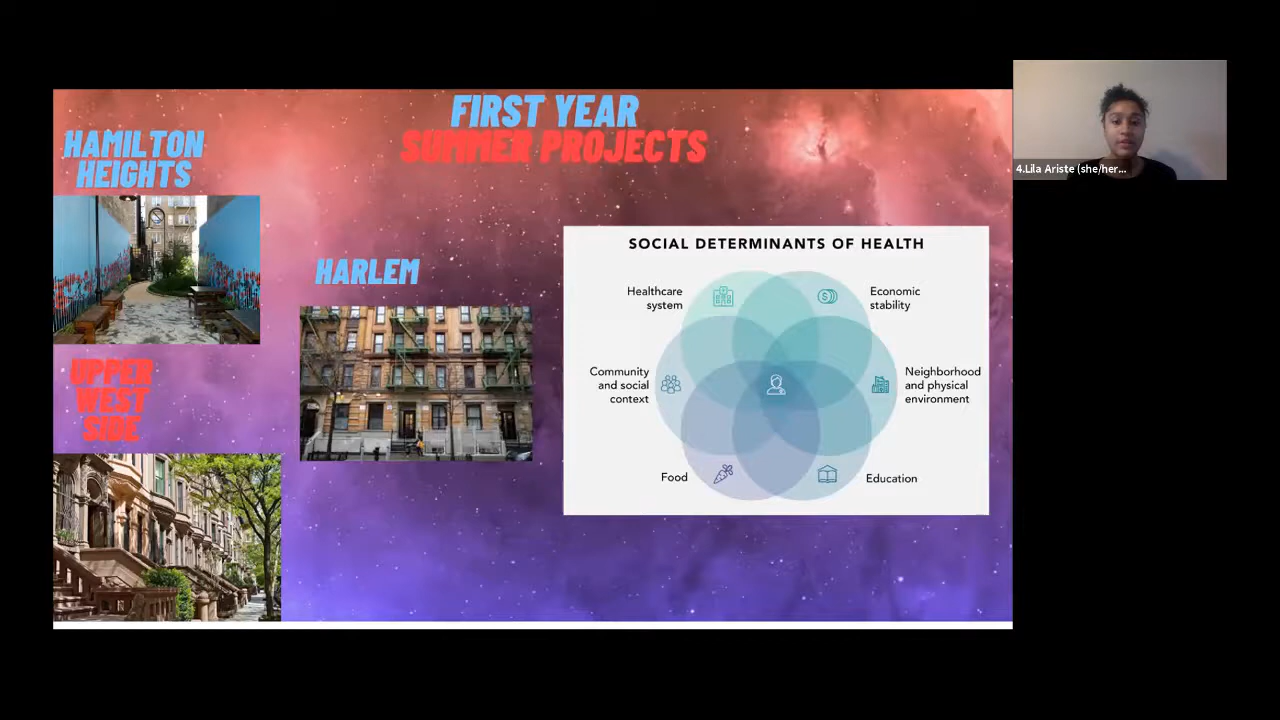 FIRST YEAR
SUMMER PROJECTS
HAMILTON
HEIGHTS
HARLEM
UPPER
WEST
SIDE
SOCIAL DETERMINANTS OF HEALTH
Healthcare
system
Economic
stability
Community
and social
context
Neighborhood
and physical
environment
Food
Education
4.Lila Ariste (she/her...